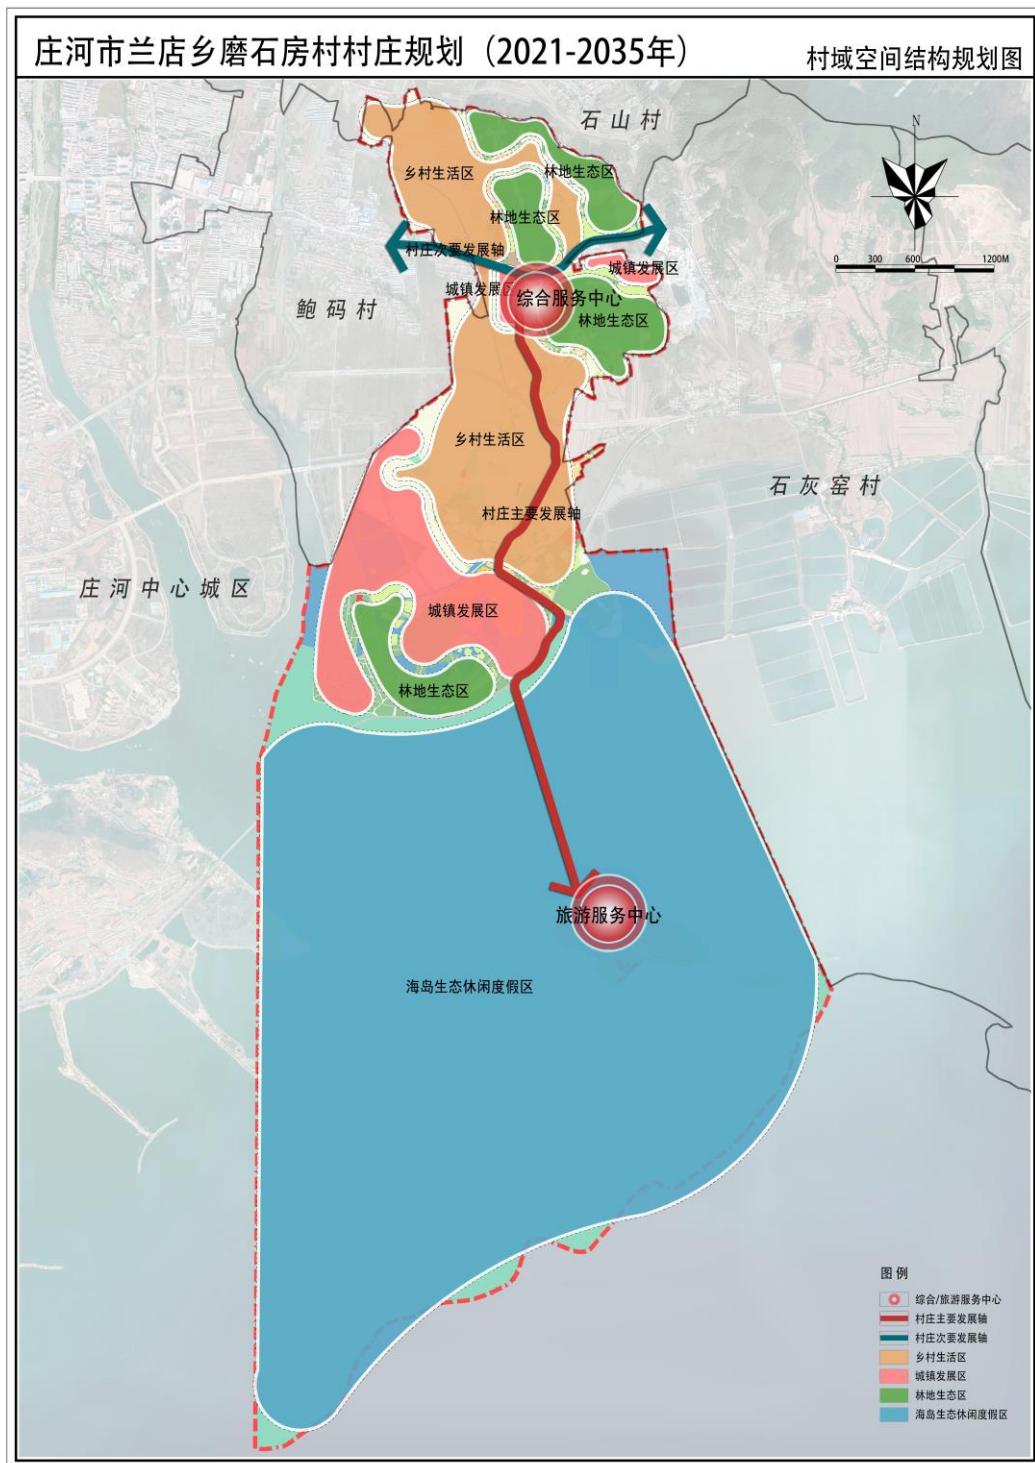 庄河市兰店乡磨石房村村庄规划（2021-2035年）
村域空间结构规划图
石山村
N
乡村生活区
林地生态区
林地生态区
村庄次要发展轴
城镇发展区
0 300 600 1200M
城镇发展区
综合服务中心
鲍码村
林地生态区
乡村生活区
石灰窑村
村庄主要发展轴
庄河中心城区
城镇发展区
林地生态区
旅游服务中心
海岛生态休闲度假区
图例
综合/旅游服务中心
村庄主要发展轴
村庄次要发展轴
乡村生活区
城镇发展区
林地生态区
海岛生态休闲度假区